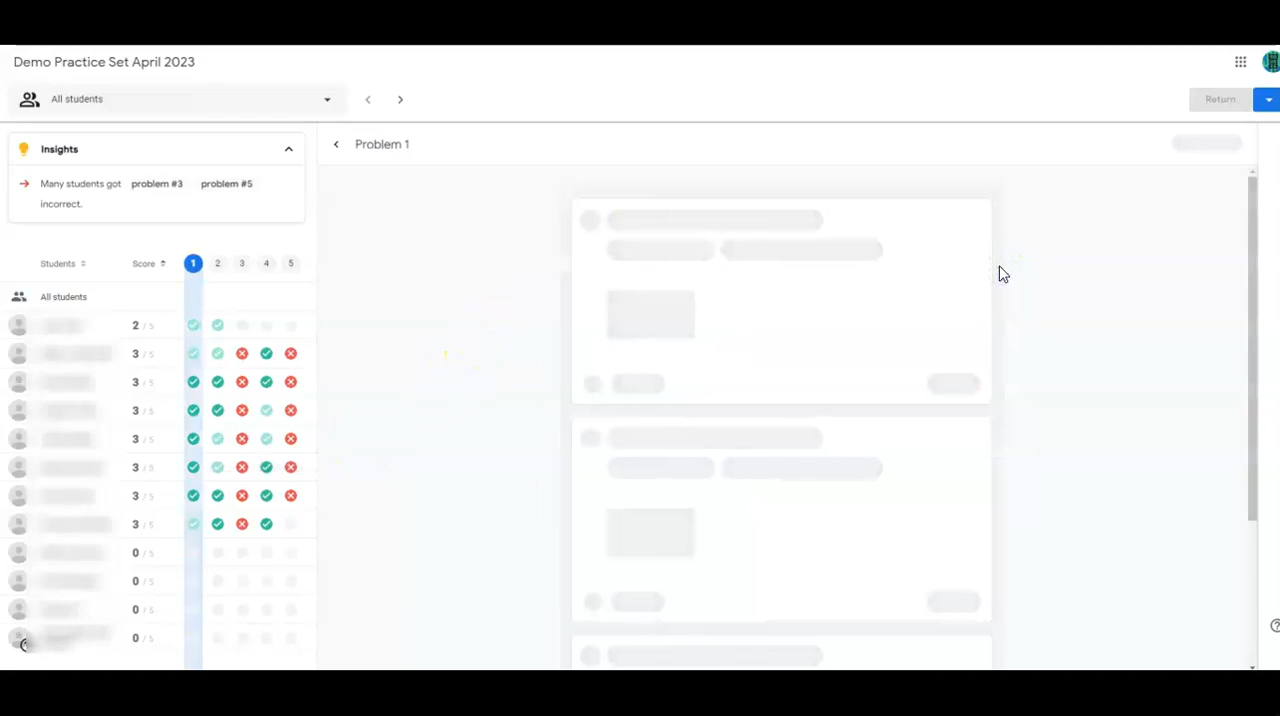 Demo Practice Set April 2023
All students
Return
Insights
Problem 1
Many students got problem #3 problem #5
incorrect.
Students Score 1 2 3 4 5
All students
2 / 5
3 / 5
3 / 5
3 / 5
3 / 5
3 / 5
3 / 5
3 / 5
0 / 5
0 / 5
0 / 5
0 / 5